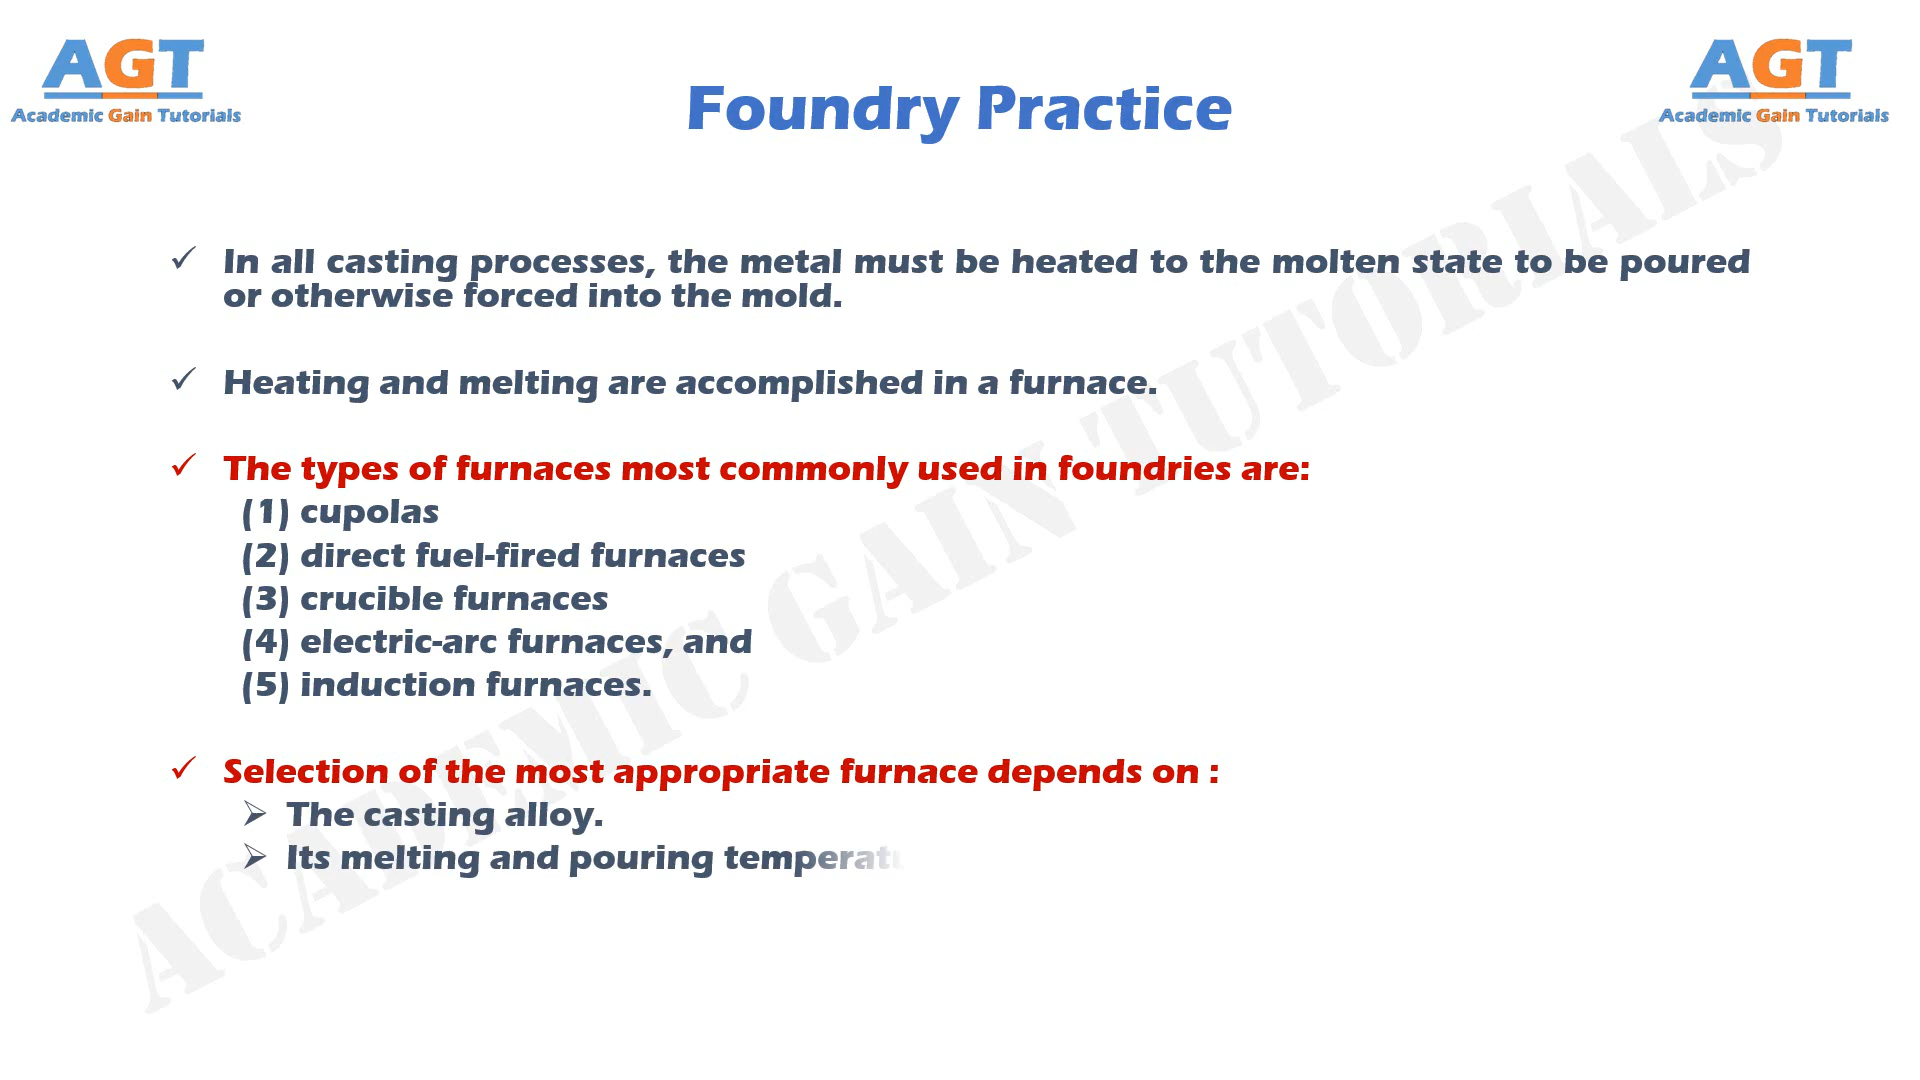 AGT
Academic Gain Tutorials
AGT
Academic Gain Tutorials
Foundry Practice
✓ In all casting processes, the metal must be heated to the molten state to be poured
or otherwise forced into the mold.
✓ Heating and melting are accomplished in a furnace.
✓ The types of furnaces most commonly used in foundries are:
(1) cupolas
(2) direct fuel-fired furnaces
(3) crucible furnaces
(4) electric-arc furnaces, and
(5) induction furnaces.
✓ Selection of the most appropriate furnace depends on :
➢ The casting alloy.
➢ Its melting and pouring
ACADEMIC GAIN TUTORIALS